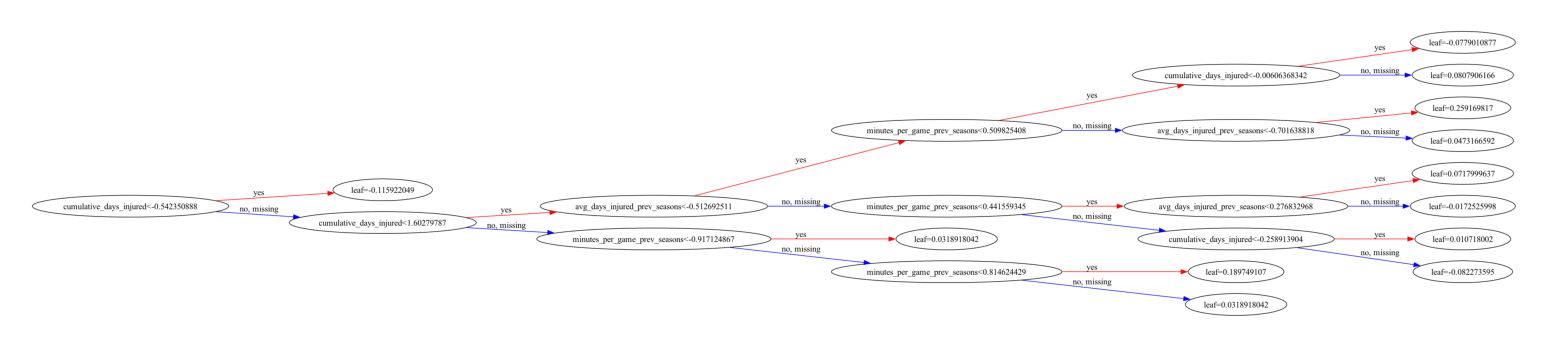 yes
leaf=-0.0779010877
cumulative_days_injured<-0.00606368342
no, missing
leaf=0.0807906166
yes
yes
leaf=0.259169817
minutes_per_game_prev_seasons<0.509825408
no, missing
avg_days_injured_prev_seasons<-0.701638818
no, missing
leaf=0.0473166592
yes
yes
leaf=0.0717999637
yes
leaf=-0.115922049
cumulative_days_injured<-0.542350888
no, missing
avg_days_injured_prev_seasons<-0.512692511
no, missing
minutes_per_game_prev_seasons<0.441559345
yes
avg_days_injured_prev_seasons<0.276832968
no, missing
leaf=-0.0172525998
yes
cumulative_days_injured<1.60279787
no, missing
no, missing
minutes_per_game_prev_seasons<-0.917124867
yes
leaf=0.0318918042
cumulative_days_injured<-0.258913904
yes
leaf=0.010718002
no, missing
no, missing
minutes_per_game_prev_seasons<0.814624429
yes
leaf=0.189749107
leaf=-0.082273595
no, missing
leaf=0.0318918042